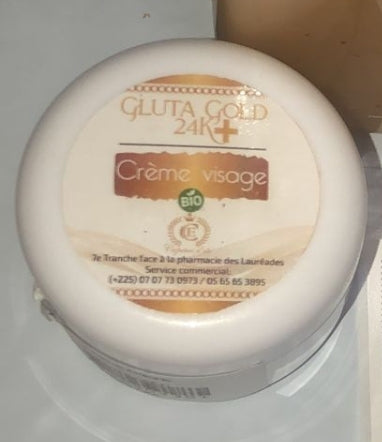 GLUTA GOLD
24K+
Crème visage
BIO
7e Tranche face à la pharmacie des Lauréades
Service commercial:
(+225) 07 07 73 0973 / 05 65 65 3895